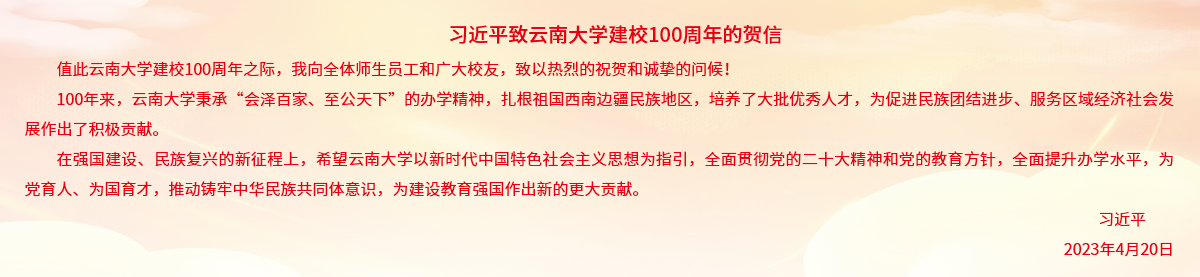 习近平致云南大学建校100周年的贺信
值此云南大学建校100周年之际，我向全体师生员工和广大校友，致以热烈的祝贺和诚挚的问候！
100年来，云南大学秉承“会泽百家、至公天下”的办学精神，扎根祖国西南边疆民族地区，培养了大批优秀人才，为促进民族团结进步、服务区域经济社会发
展作出了积极贡献。
在强国建设、民族复兴的新征程上，希望云南大学以新时代中国特色社会主义思想为指引，全面贯彻党的二十大精神和党的教育方针，全面提升办学水平，为
党育人、为国育才，推动铸牢中华民族共同体意识，为建设教育强国作出新的更大贡献。
习近平
2023年4月20日